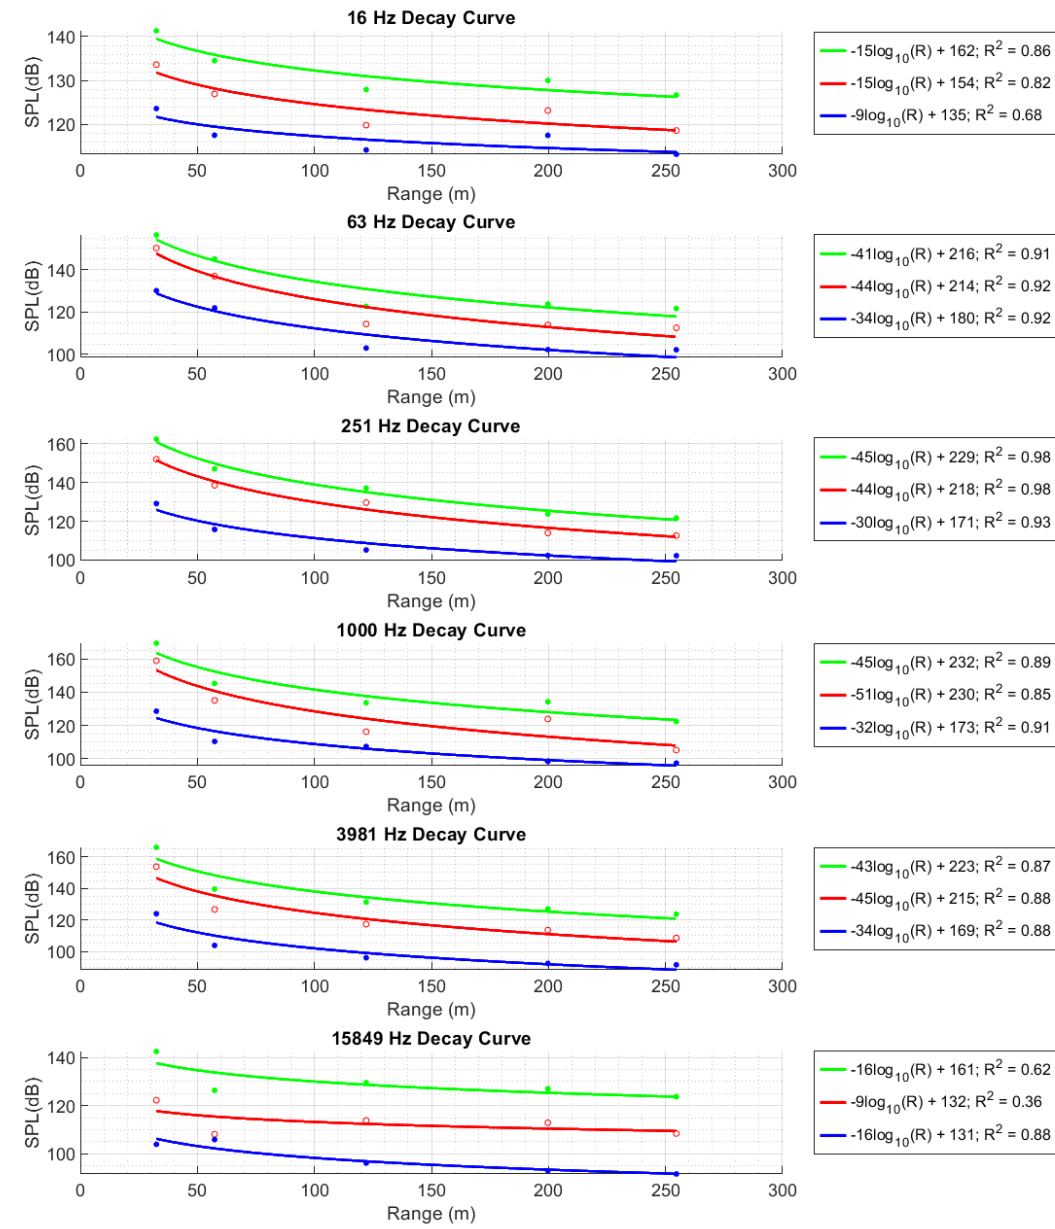 16 Hz Decay Curve
140
130
120
SPL(dB)
0 50 100 150 200 250 300
Range (m)
-15log10(R) + 162; R2 = 0.86
-15log10(R) + 154; R2 = 0.82
-9log10(R) + 135; R2 = 0.68
63 Hz Decay Curve
140
120
100
SPL(dB)
0 50 100 150 200 250 300
Range (m)
-41log10(R) + 216; R2 = 0.91
-44log10(R) + 214; R2 = 0.92
-34log10(R) + 180; R2 = 0.92
251 Hz Decay Curve
160
140
120
100
SPL(dB)
0 50 100 150 200 250 300
Range (m)
-45log10(R) + 229; R2 = 0.98
-44log10(R) + 218; R2 = 0.98
-30log10(R) + 171; R2 = 0.93
1000 Hz Decay Curve
160
140
120
100
SPL(dB)
0 50 100 150 200 250 300
Range (m)
-45log10(R) + 232; R2 = 0.89
-51log10(R) + 230; R2 = 0.85
-32log10(R) + 173; R2 = 0.91
3981 Hz Decay Curve
160
140
120
100
SPL(dB)
0 50 100 150 200 250 300
Range (m)
-43log10(R) + 223; R2 = 0.87
-45log10(R) + 215; R2 = 0.88
-34log10(R) + 169; R2 = 0.88
15849 Hz Decay Curve
140
120
100
SPL(dB)
0 50 100 150 200 250 300
Range (m)
-16log10(R) + 161; R2 = 0.62
-9log10(R) + 132; R2 = 0.36
-16log10(R) + 131; R2 = 0.88